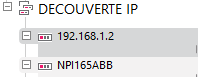 DECOUVERTE IP
192.168.1.2
NPI165ABB